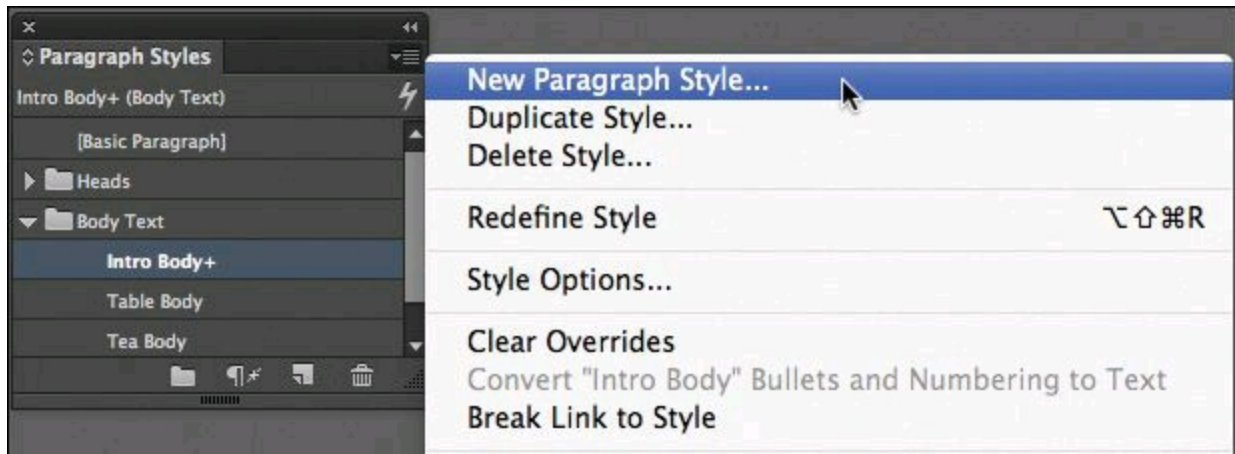 Paragraph Styles
Intro Body+ (Body Text)
[Basic Paragraph]
Heads
Body Text
Intro Body+
Table Body
Tea Body
New Paragraph Style...
Duplicate Style...
Delete Style...
Redefine Style ⌥⇧⌘R
Style Options...
Clear Overrides
Convert "Intro Body" Bullets and Numbering to Text
Break Link to Style